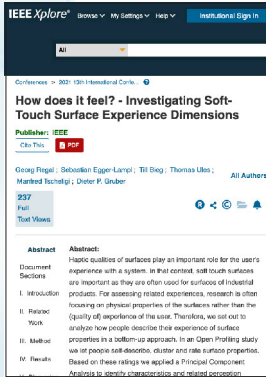 IEEE Xplore® Browse My Settings Help Institutional Sign In
All
Conferences > 2021 13th International Confe...
How does it feel? - Investigating Soft-
Touch Surface Experience Dimensions
Publisher: IEEE
Cite This PDF
Georg Regal ; Sebastian Egger-Lampl ; Till Bieg ; Thomas Ules ;
Manfred Tscheligi ; Dieter P. Gruber All Authors
237
Full
Text Views
Abstract
Document
Sections
I. Introduction
II. Related
Work
III. Method
IV. Results
Abstract:
Haptic qualities of surfaces play an important role for the user's
experience with a system. In that context, soft touch surfaces
are important as they are often used for surfaces of industrial
products. For assessing related experiences, research is often
focusing on physical properties of the surfaces rather than the
(quality of) experience of the user. Therefore, we set out to
analyze how people describe their experience of surface
properties in a bottom-up approach. In an Open Profiling study
we let people self-describe, cluster and rate surface properties.
Based on these ratings we applied a Principal Component
Analysis to identify characteristics and related perception